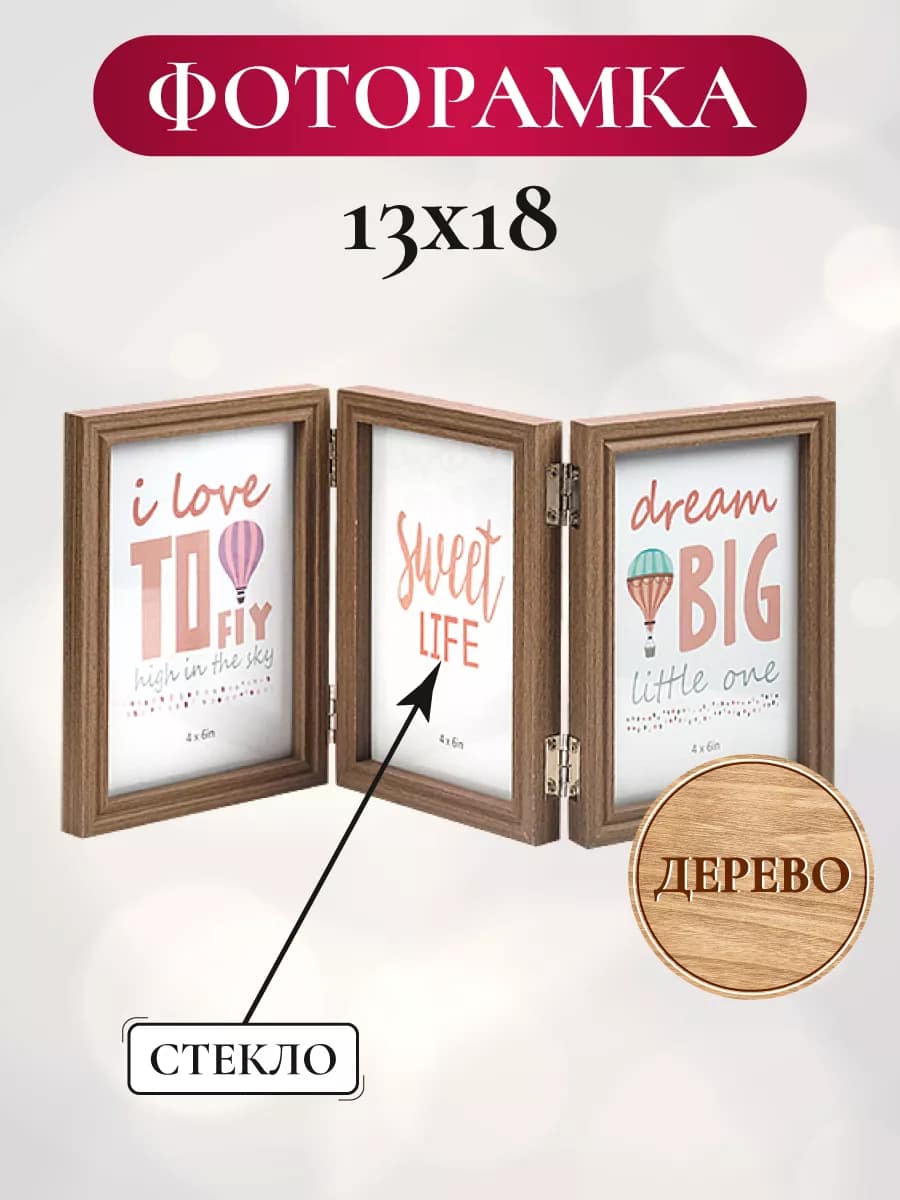 ФОТОРАМКА
13x18
i love
TO
FlY
high in the sky
4 x 6in
sweet
LIFE
4 x 6in
dream
BIG
little one
4 x 6in
ДЕРЕВО
СТЕКЛО